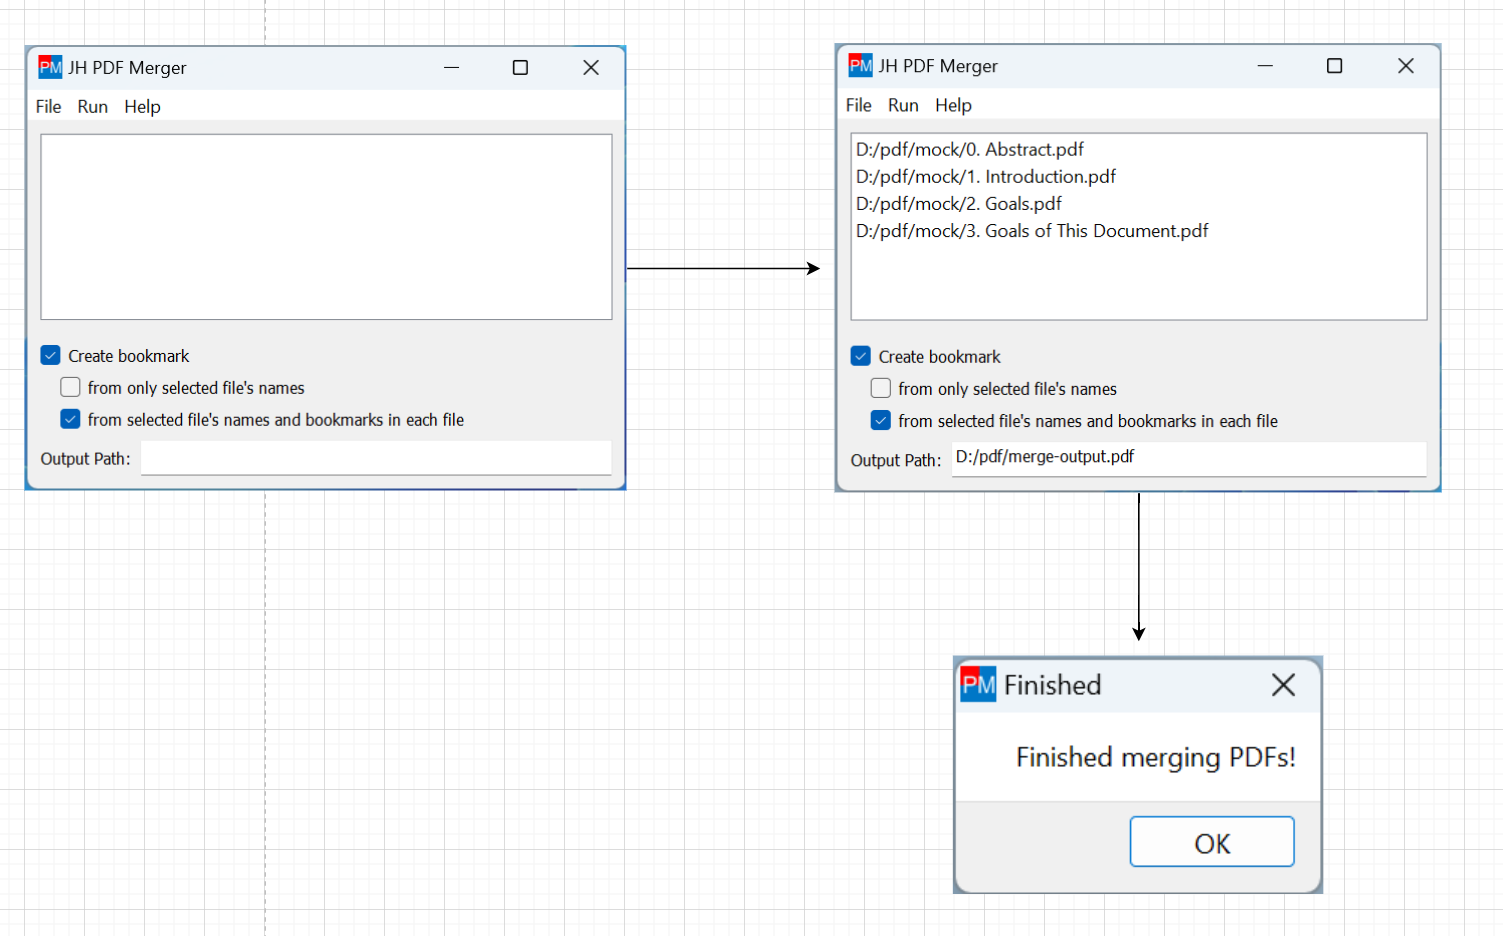 PM JH PDF Merger
File Run Help
Create bookmark
from only selected file's names
from selected file's names and bookmarks in each file
Output Path:
PM JH PDF Merger
File Run Help
D:/pdf/mock/0. Abstract.pdf
D:/pdf/mock/1. Introduction.pdf
D:/pdf/mock/2. Goals.pdf
D:/pdf/mock/3. Goals of This Document.pdf
Create bookmark
from only selected file's names
from selected file's names and bookmarks in each file
Output Path: D:/pdf/merge-output.pdf
PM Finished
Finished merging PDFs!
OK